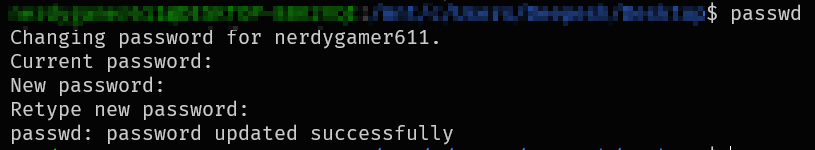 $ passwd
Changing password for nerdygamer611.
Current password:
New password:
Retype new password:
passwd: password updated successfully